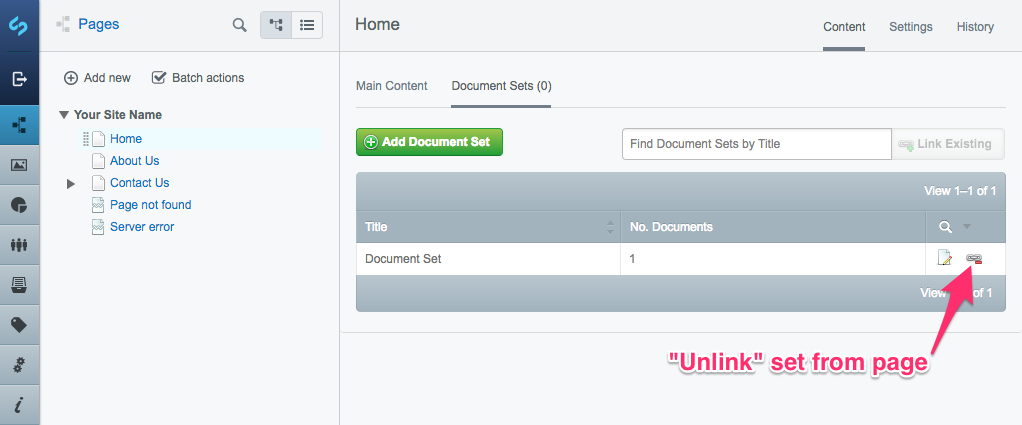 Pages
Home
Content
Settings
History
Add new
Batch actions
Your Site Name
Home
About Us
Contact Us
Page not found
Server error
Main Content
Document Sets (0)
Add Document Set
Find Document Sets by Title
Link Existing
View 1–1 of 1
Title
No. Documents
Document Set
1
View of 1
"Unlink" set from page
i